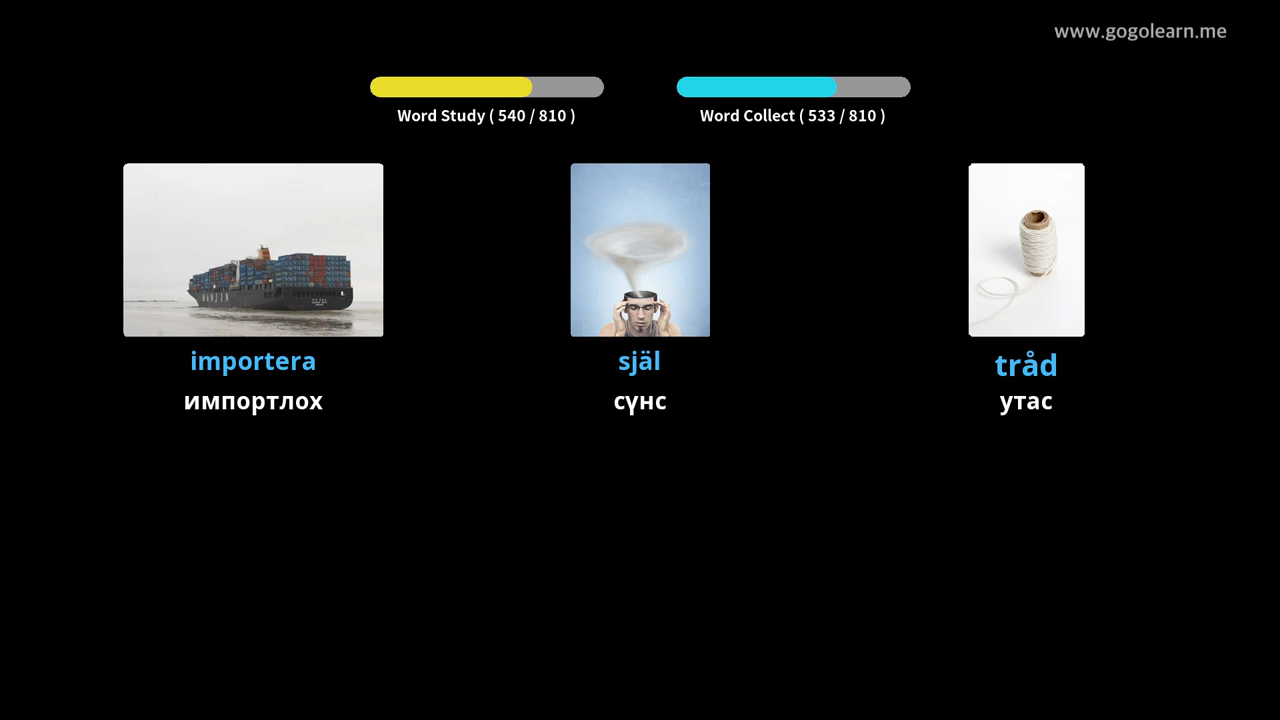 www.gogolearn.me
Word Study ( 540 / 810 )
Word Collect ( 533 / 810 )
importera
själ
tråd
импортлох
сүнс
утас